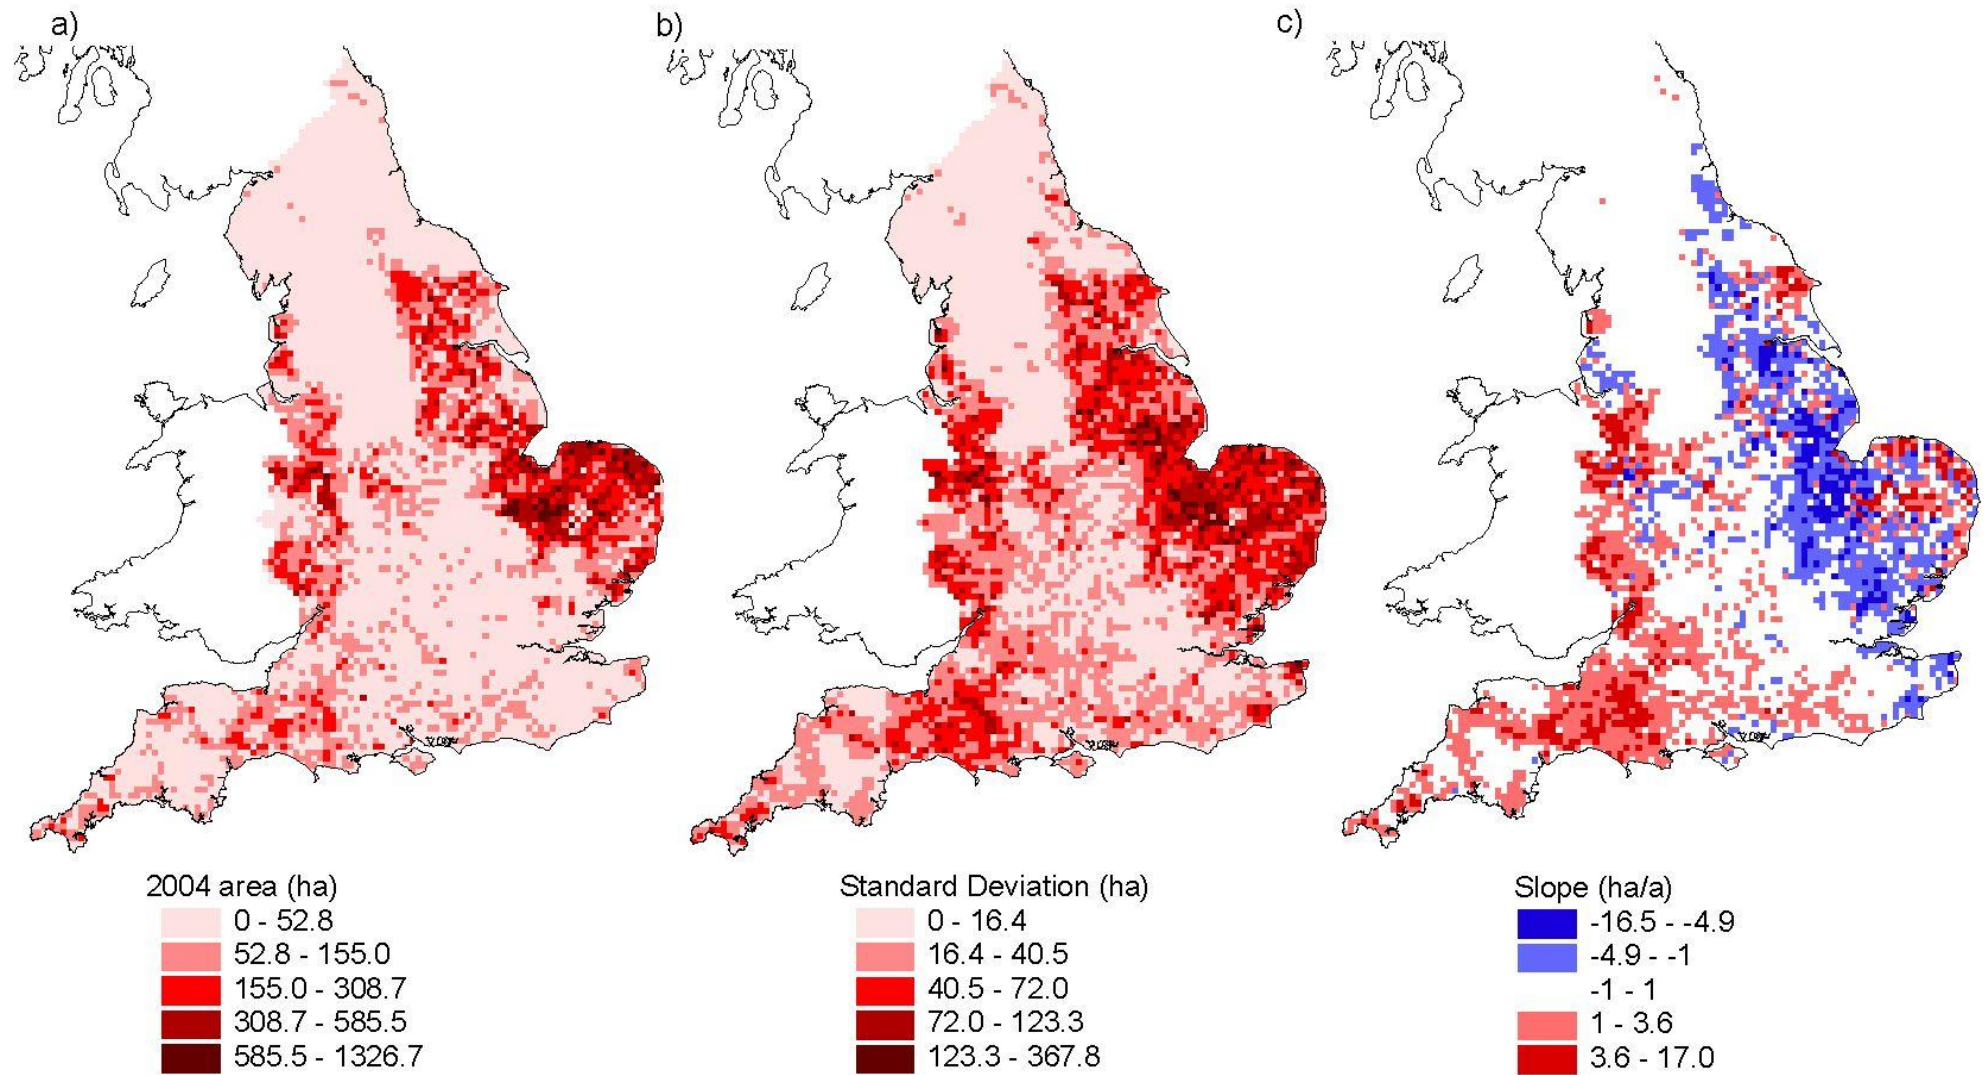 a)
b)
c)
2004 area (ha)
0 - 52.8
52.8 - 155.0
155.0 - 308.7
308.7 - 585.5
585.5 - 1326.7
Standard Deviation (ha)
0 - 16.4
16.4 - 40.5
40.5 - 72.0
72.0 - 123.3
123.3 - 367.8
Slope (ha/a)
-16.5 - -4.9
-4.9 - -1
-1 - 1
1 - 3.6
3.6 - 17.0